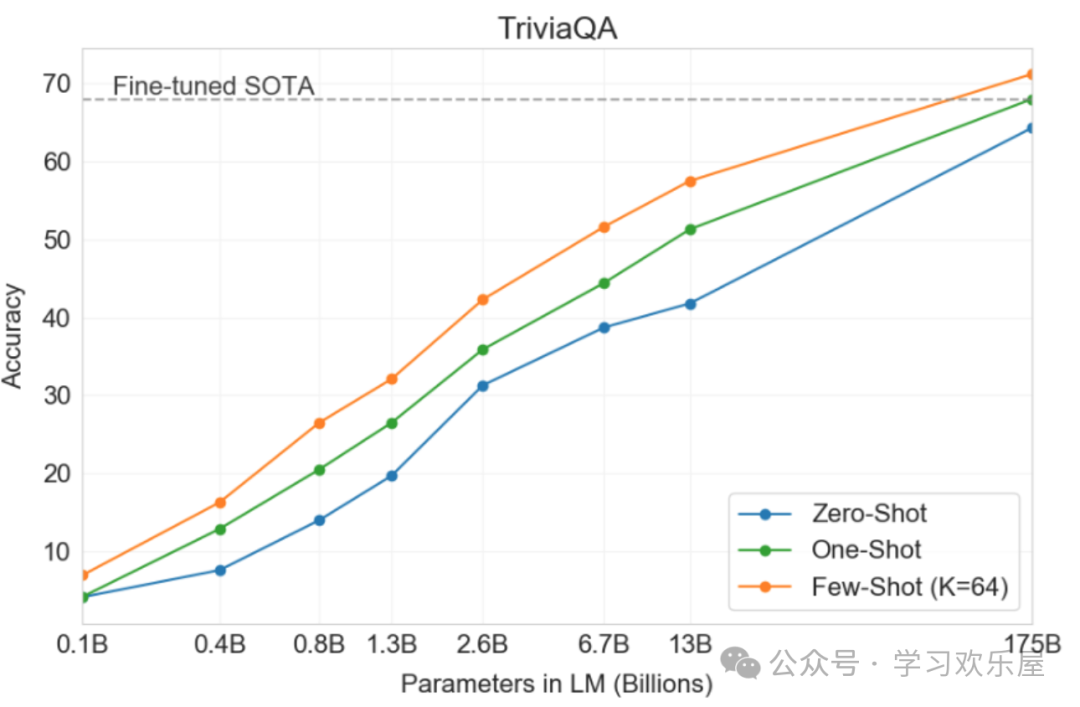 TriviaQA
Fine-tuned SOTA
70
60
50
40
30
20
10
Accuracy
Zero-Shot
One-Shot
Few-Shot (K=64)
0.1B 0.4B 0.8B 1.3B 2.6B 6.7B 13B 175B
Parameters in LM (Billions)
公众号 · 学习欢乐屋